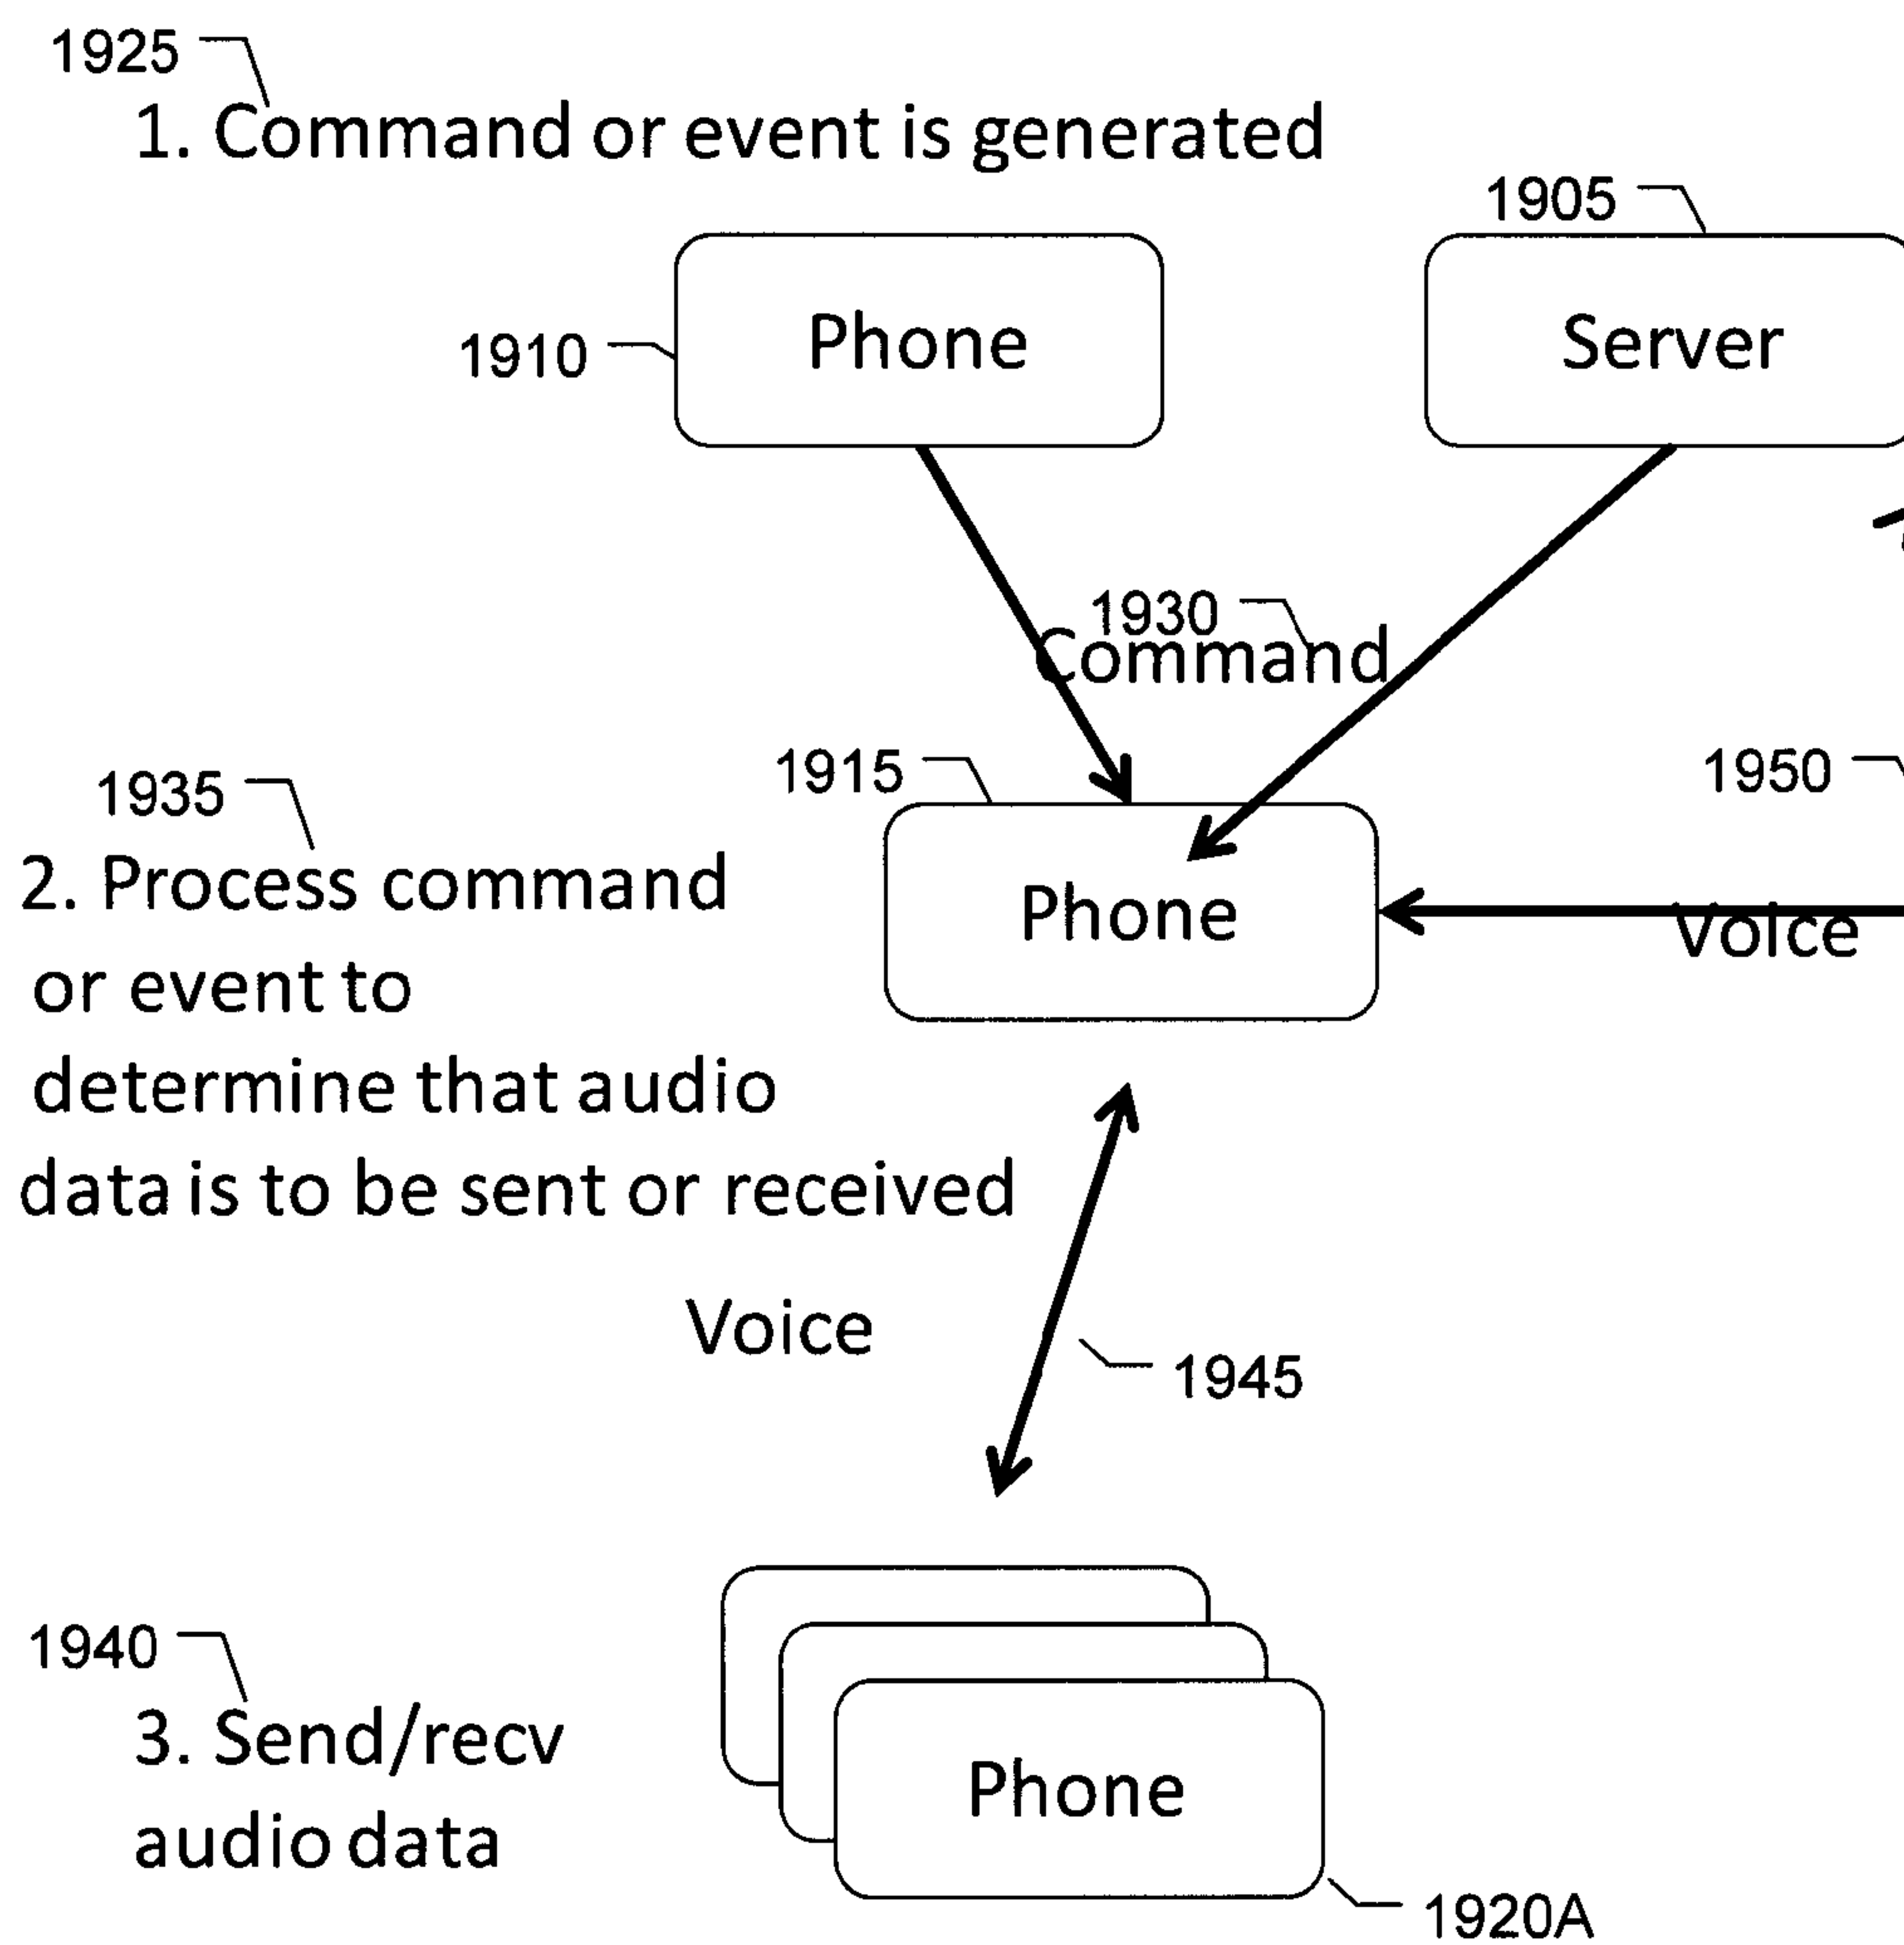 1925
1. Command or event is generated
1905
1910
Phone
Server
1930
Command
1915
1950
1935
2. Process command
or event to
determine that audio
data is to be sent or received
Phone
Voice
Voice
1945
1940
3. Send/recv
audio data
Phone
1920A